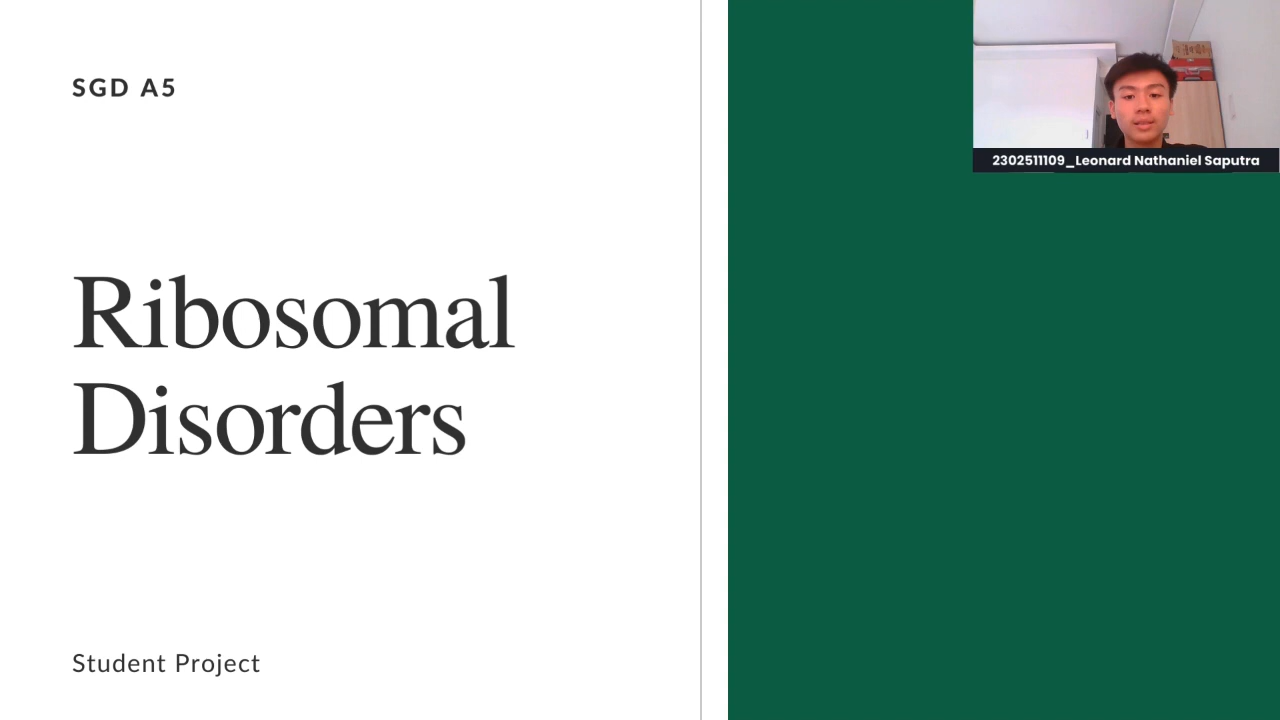 SGD A5
2302511109_Leonard Nathaniel Saputra
Ribosomal
Disorders
Student Project